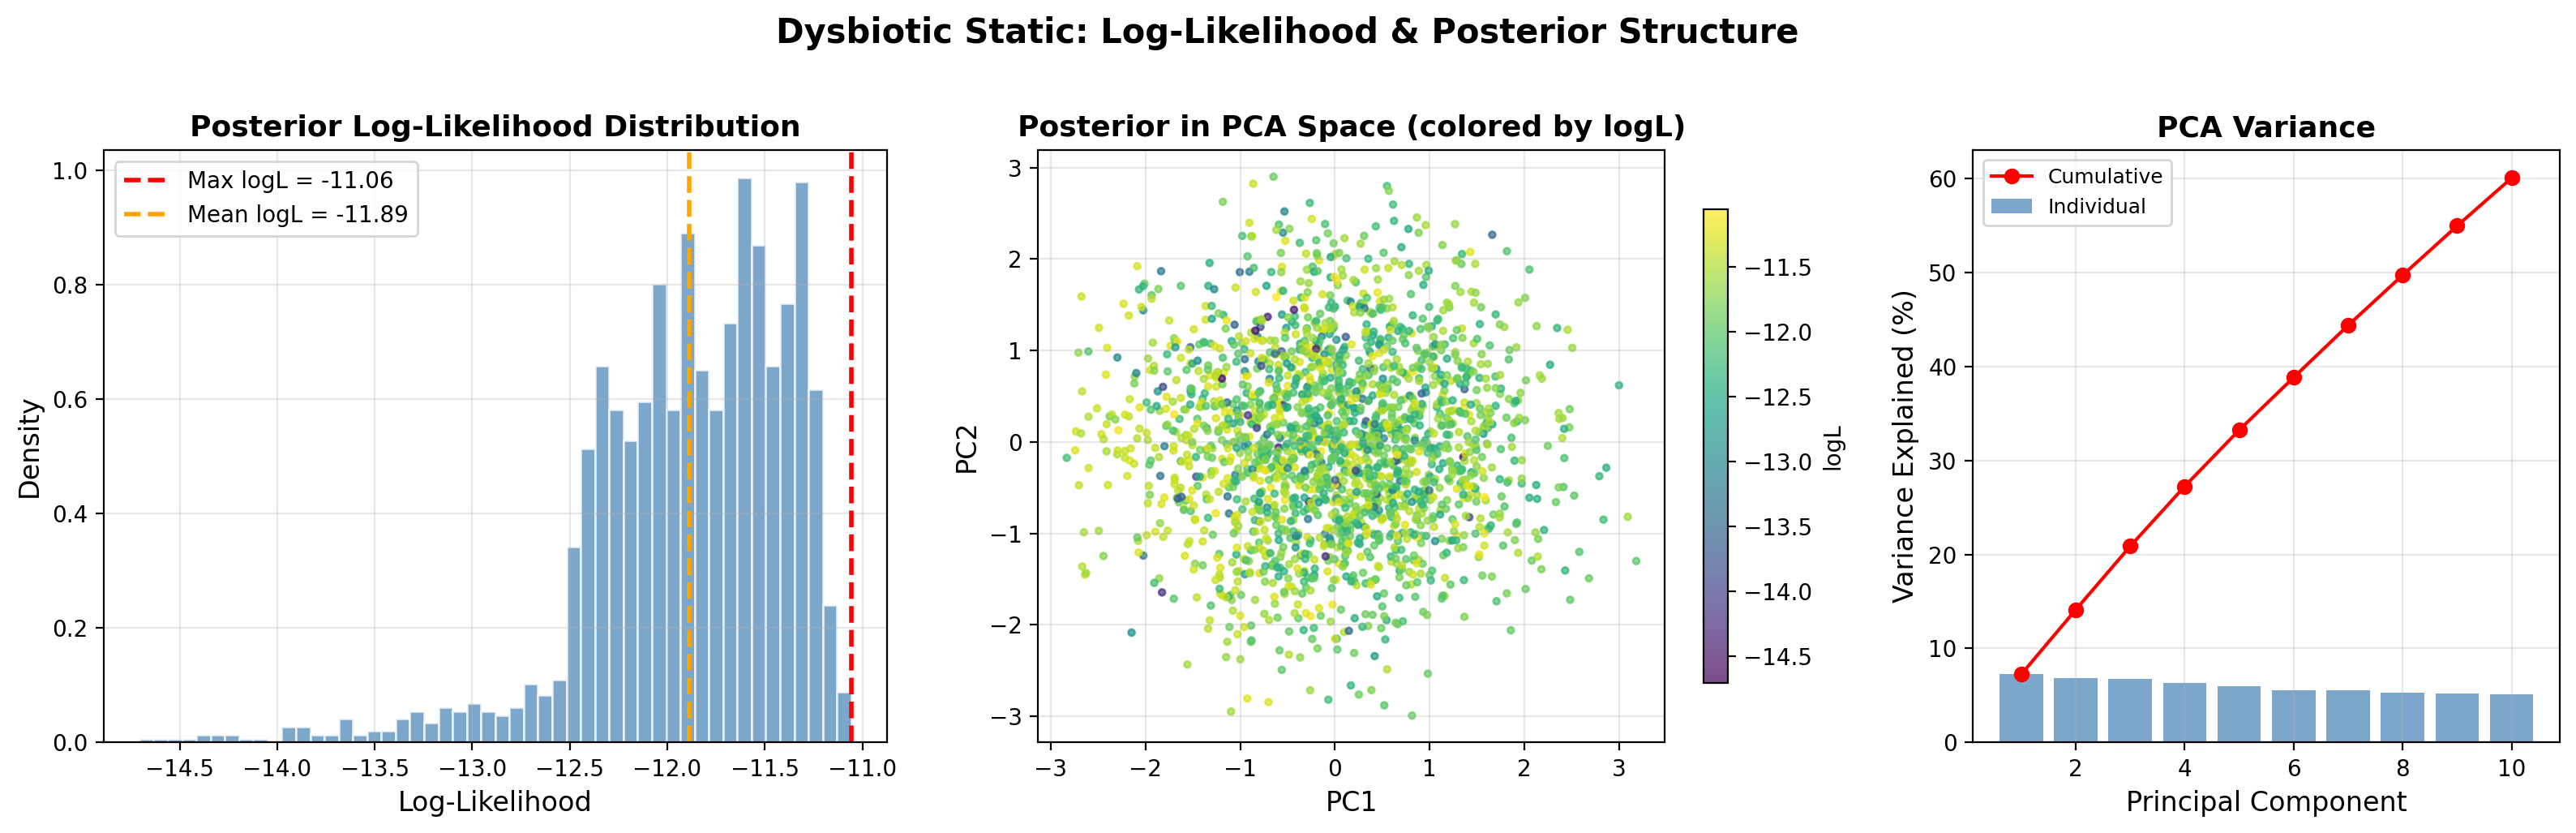 Dysbiotic Static: Log-Likelihood & Posterior Structure
Posterior Log-Likelihood Distribution
Max logL = -11.06
Mean logL = -11.89
1.0
0.8
0.6
0.4
0.2
0.0
Density
−14.5 −14.0 −13.5 −13.0 −12.5 −12.0 −11.5 −11.0
Log-Likelihood
Posterior in PCA Space (colored by logL)
3
2
1
0
−1
−2
−3
PC2
−3 −2 −1 0 1 2 3
PC1
−11.5
−12.0
−12.5
−13.0
−13.5
−14.0
−14.5
logL
PCA Variance
Cumulative
Individual
60
50
40
30
20
10
0
Variance Explained (%)
2 4 6 8 10
Principal Component